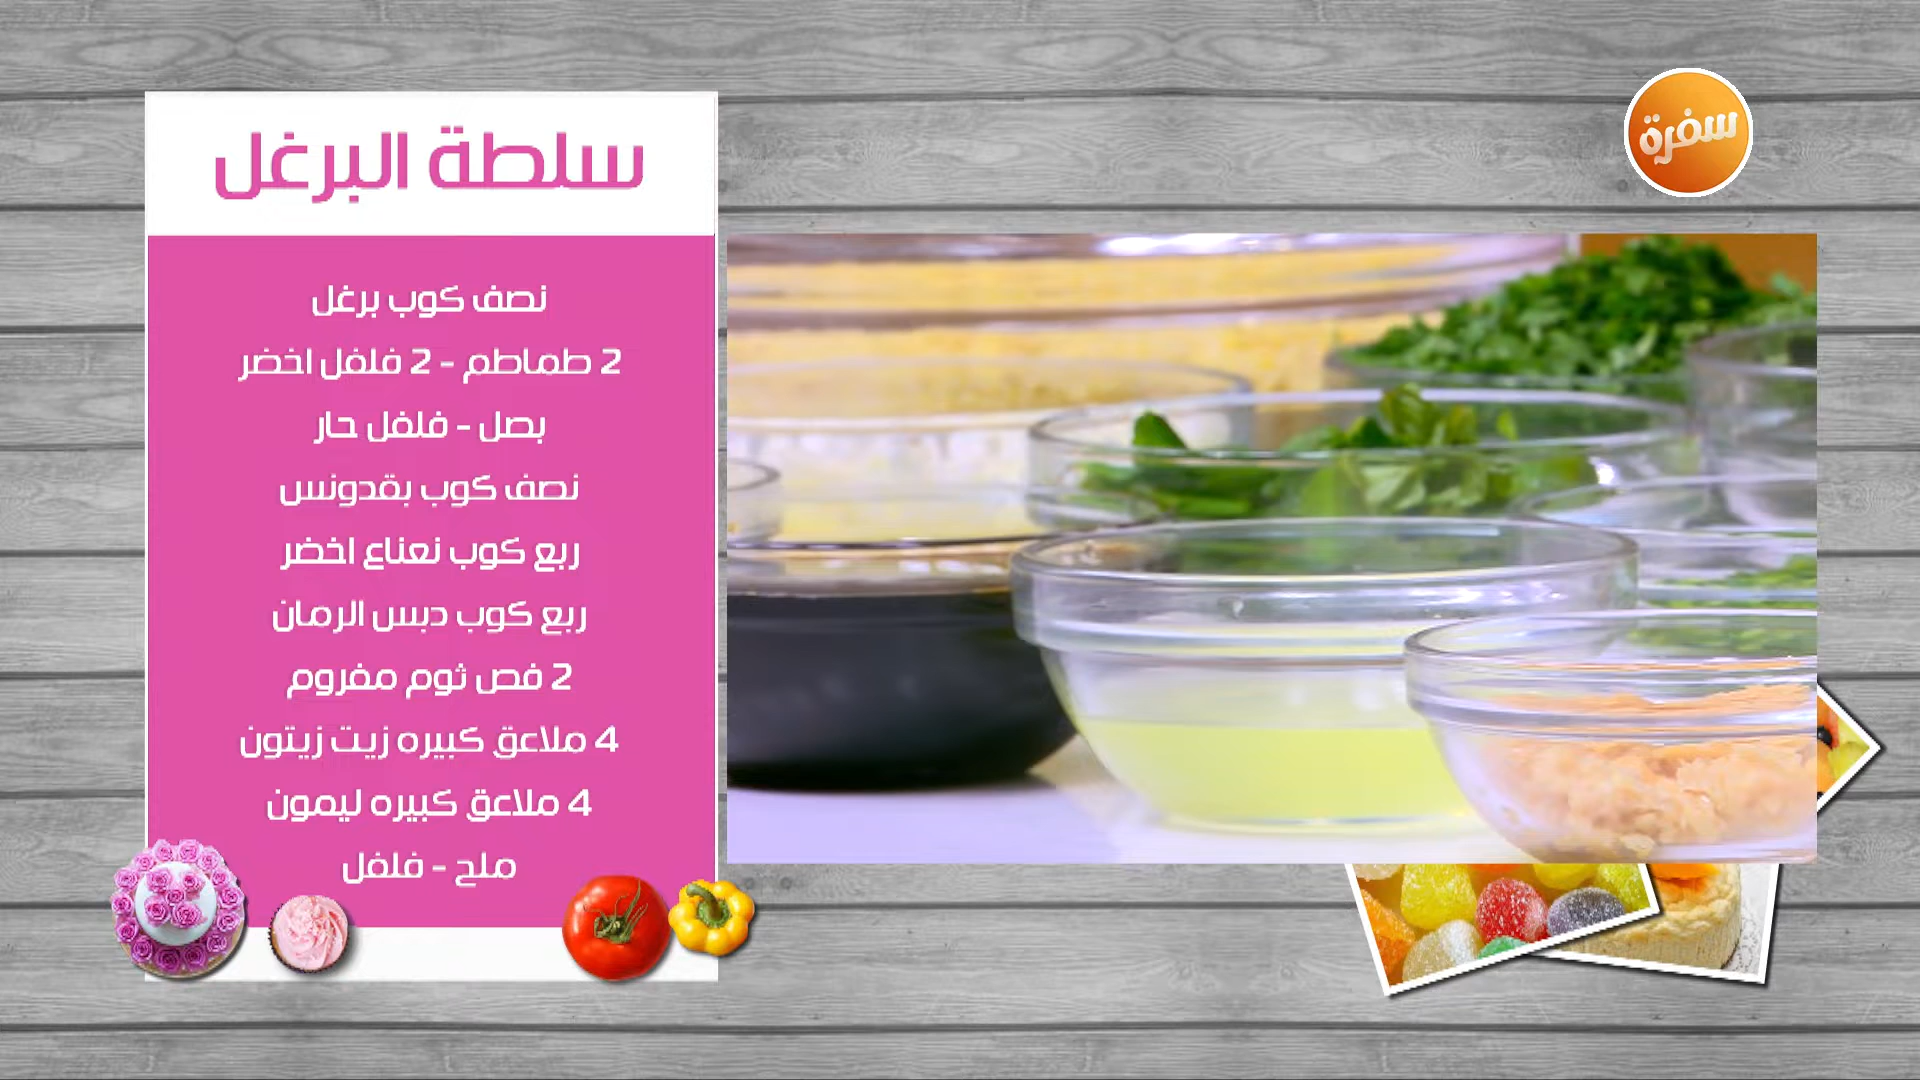 سلطة البرغل
نصف كوب برغل
2 طماطم - 2 فلفل اخضر
بصل - فلفل حار
نصف كوب بقدونس
ربع كوب نعناع اخضر
ربع كوب دبس الرمان
2 فص ثوم مفروم
4 ملاعق كبيره زيت زيتون
4 ملاعق كبيره ليمون
ملح - فلفل
سفرة